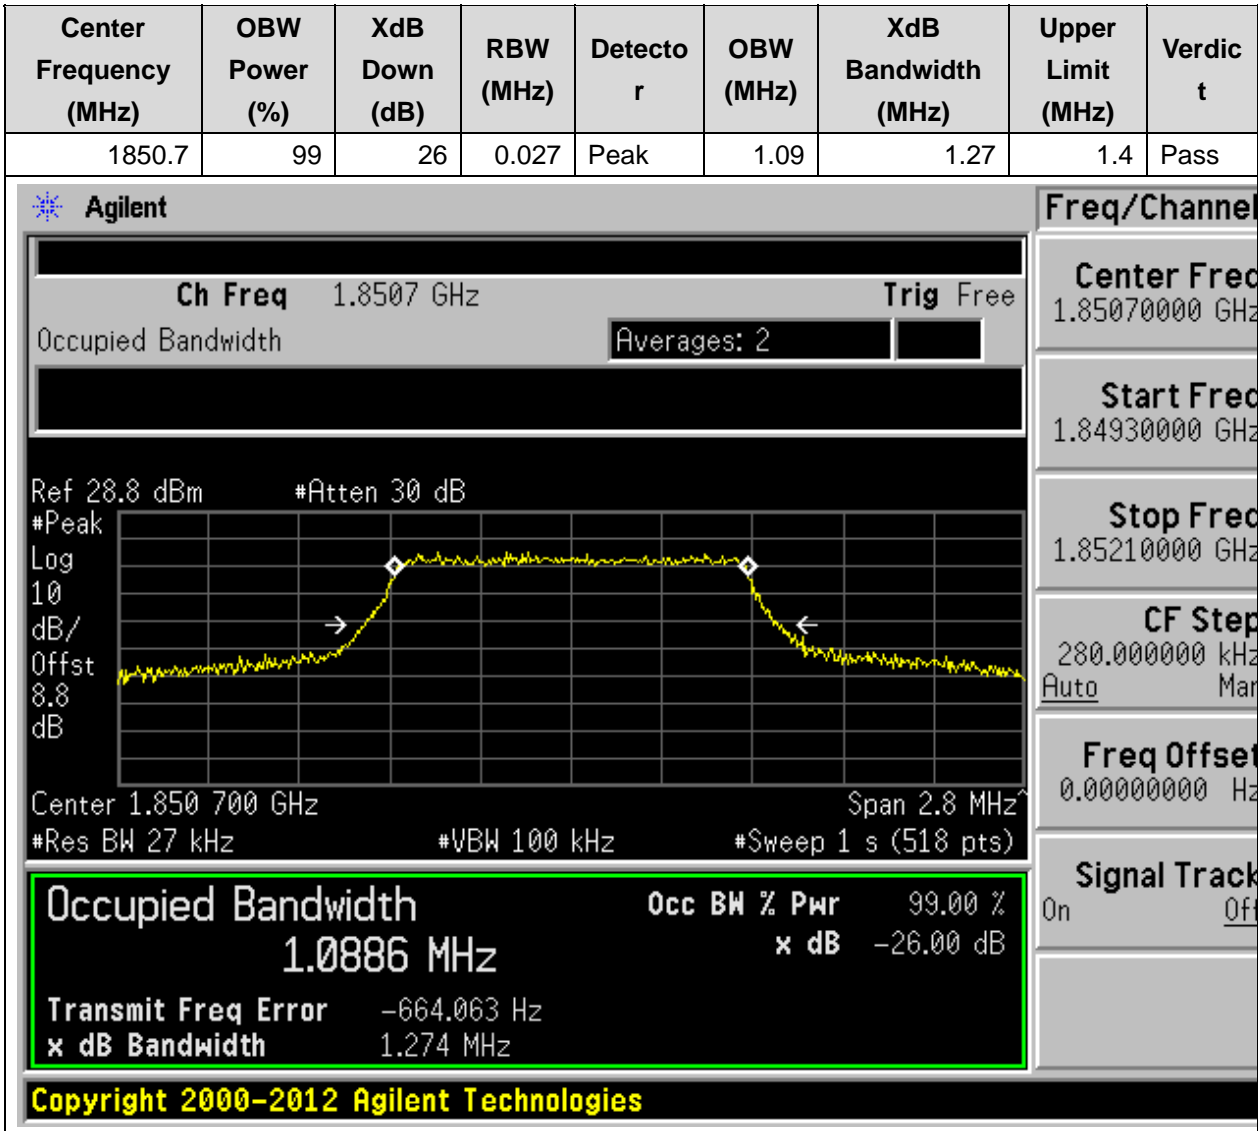 Center Frequency (MHz) OBW Power (%) XdB Down (dB) RBW (MHz) Detecto r OBW (MHz) XdB Bandwidth (MHz) Upper Limit (MHz) Verdic t
1850.7 99 26 0.027 Peak 1.09 1.27 1.4 Pass
Agilent
Freq/Channel
Ch Freq 1.8507 GHz Trig Free
Occupied Bandwidth Averages: 2
Center Freq
1.85070000 GHz
Start Freq
1.84930000 GHz
Stop Freq
1.85210000 GHz
CF Step
280.000000 kHz
Auto Man
Freq Offset
0.00000000 Hz
Signal Track
On Off
Ref 28.8 dBm #Atten 30 dB
#Peak
Log
10
dB/
Offst
8.8
dB
Center 1.850 700 GHz Span 2.8 MHz^
#Res BW 27 kHz #VBW 100 kHz #Sweep 1 s (518 pts)
Occupied Bandwidth Occ BW % Pwr 99.00 %
1.0886 MHz x dB -26.00 dB
Transmit Freq Error -664.063 Hz
x dB Bandwidth 1.274 MHz
Copyright 2000-2012 Agilent Technologies